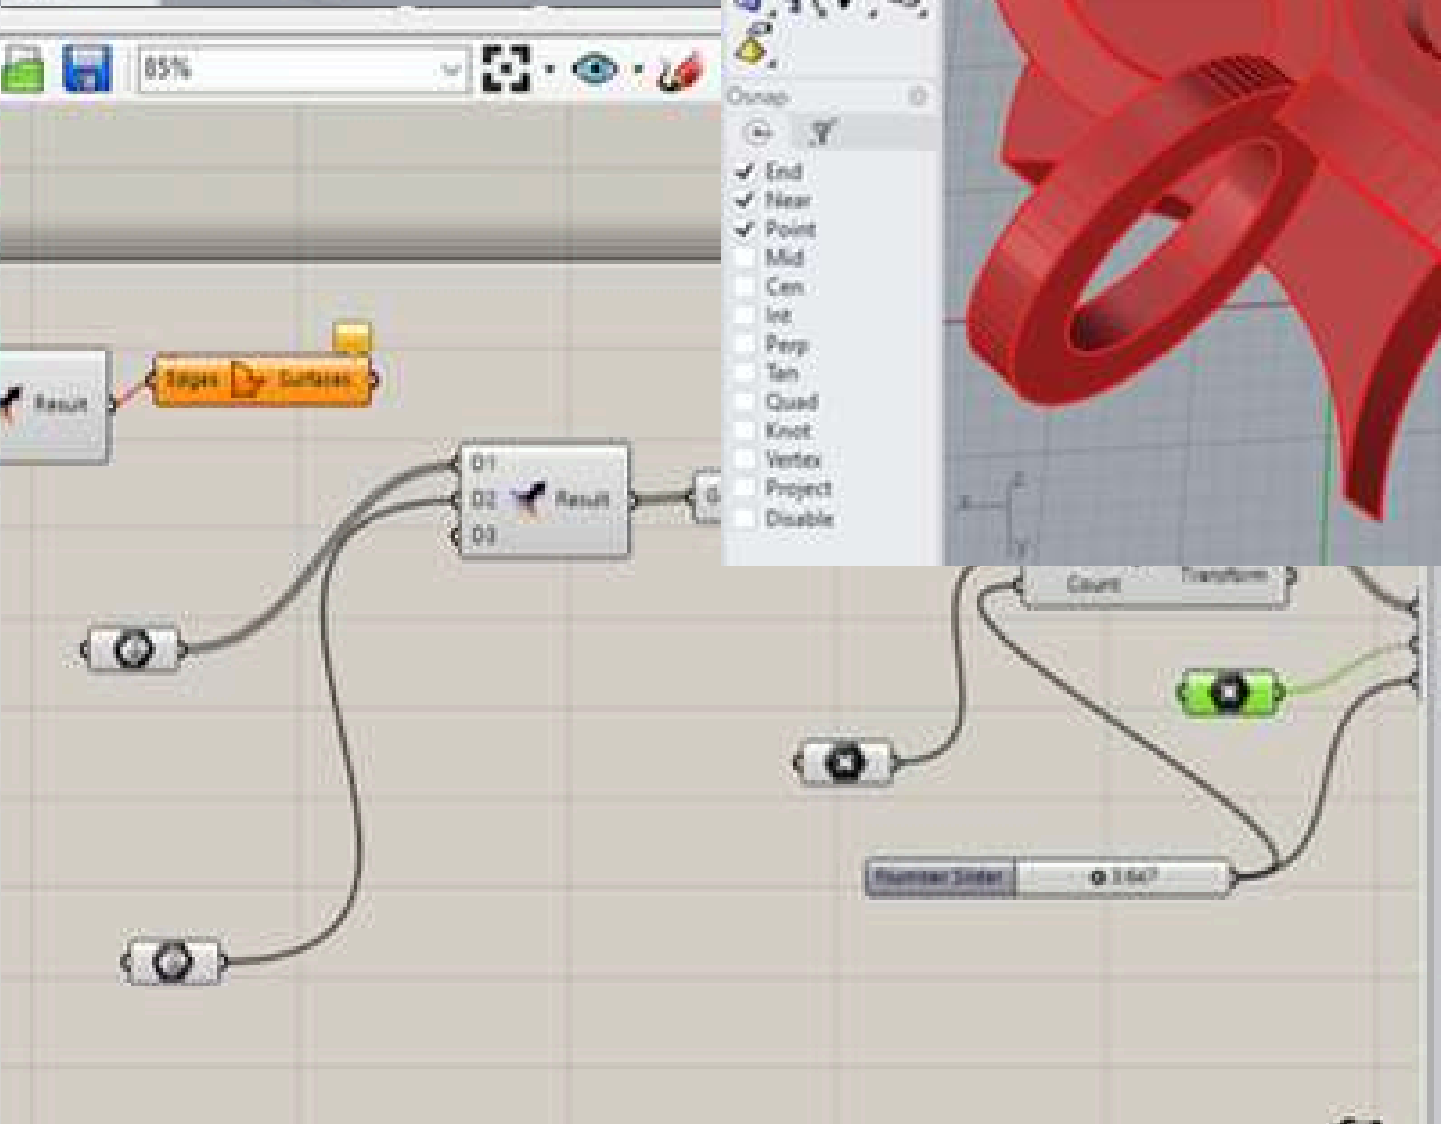 85%
Osnap
End
Near
Point
Mid
Cen
Int
Perp
Tan
Quad
Knot
Vertex
Project
Disable
Result
Edges Surfaces
D1
D2 Result
D3
G
Z
X
Y
Count Transform
Number Slider